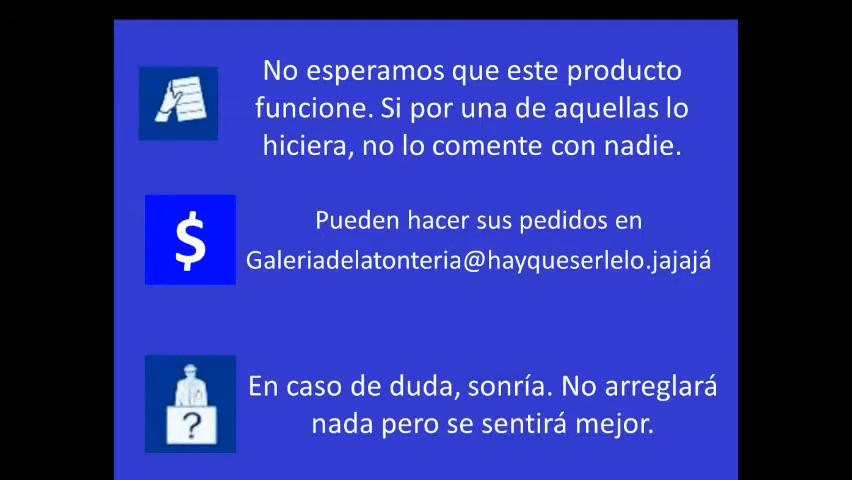 No esperamos que este producto
funcione. Si por una de aquellas lo
hiciera, no lo comente con nadie.
$
Pueden hacer sus pedidos en
Galeriadelatonteria@hayqueserlelo.jajajá
?
En caso de duda, sonría. No arreglará
nada pero se sentirá mejor.